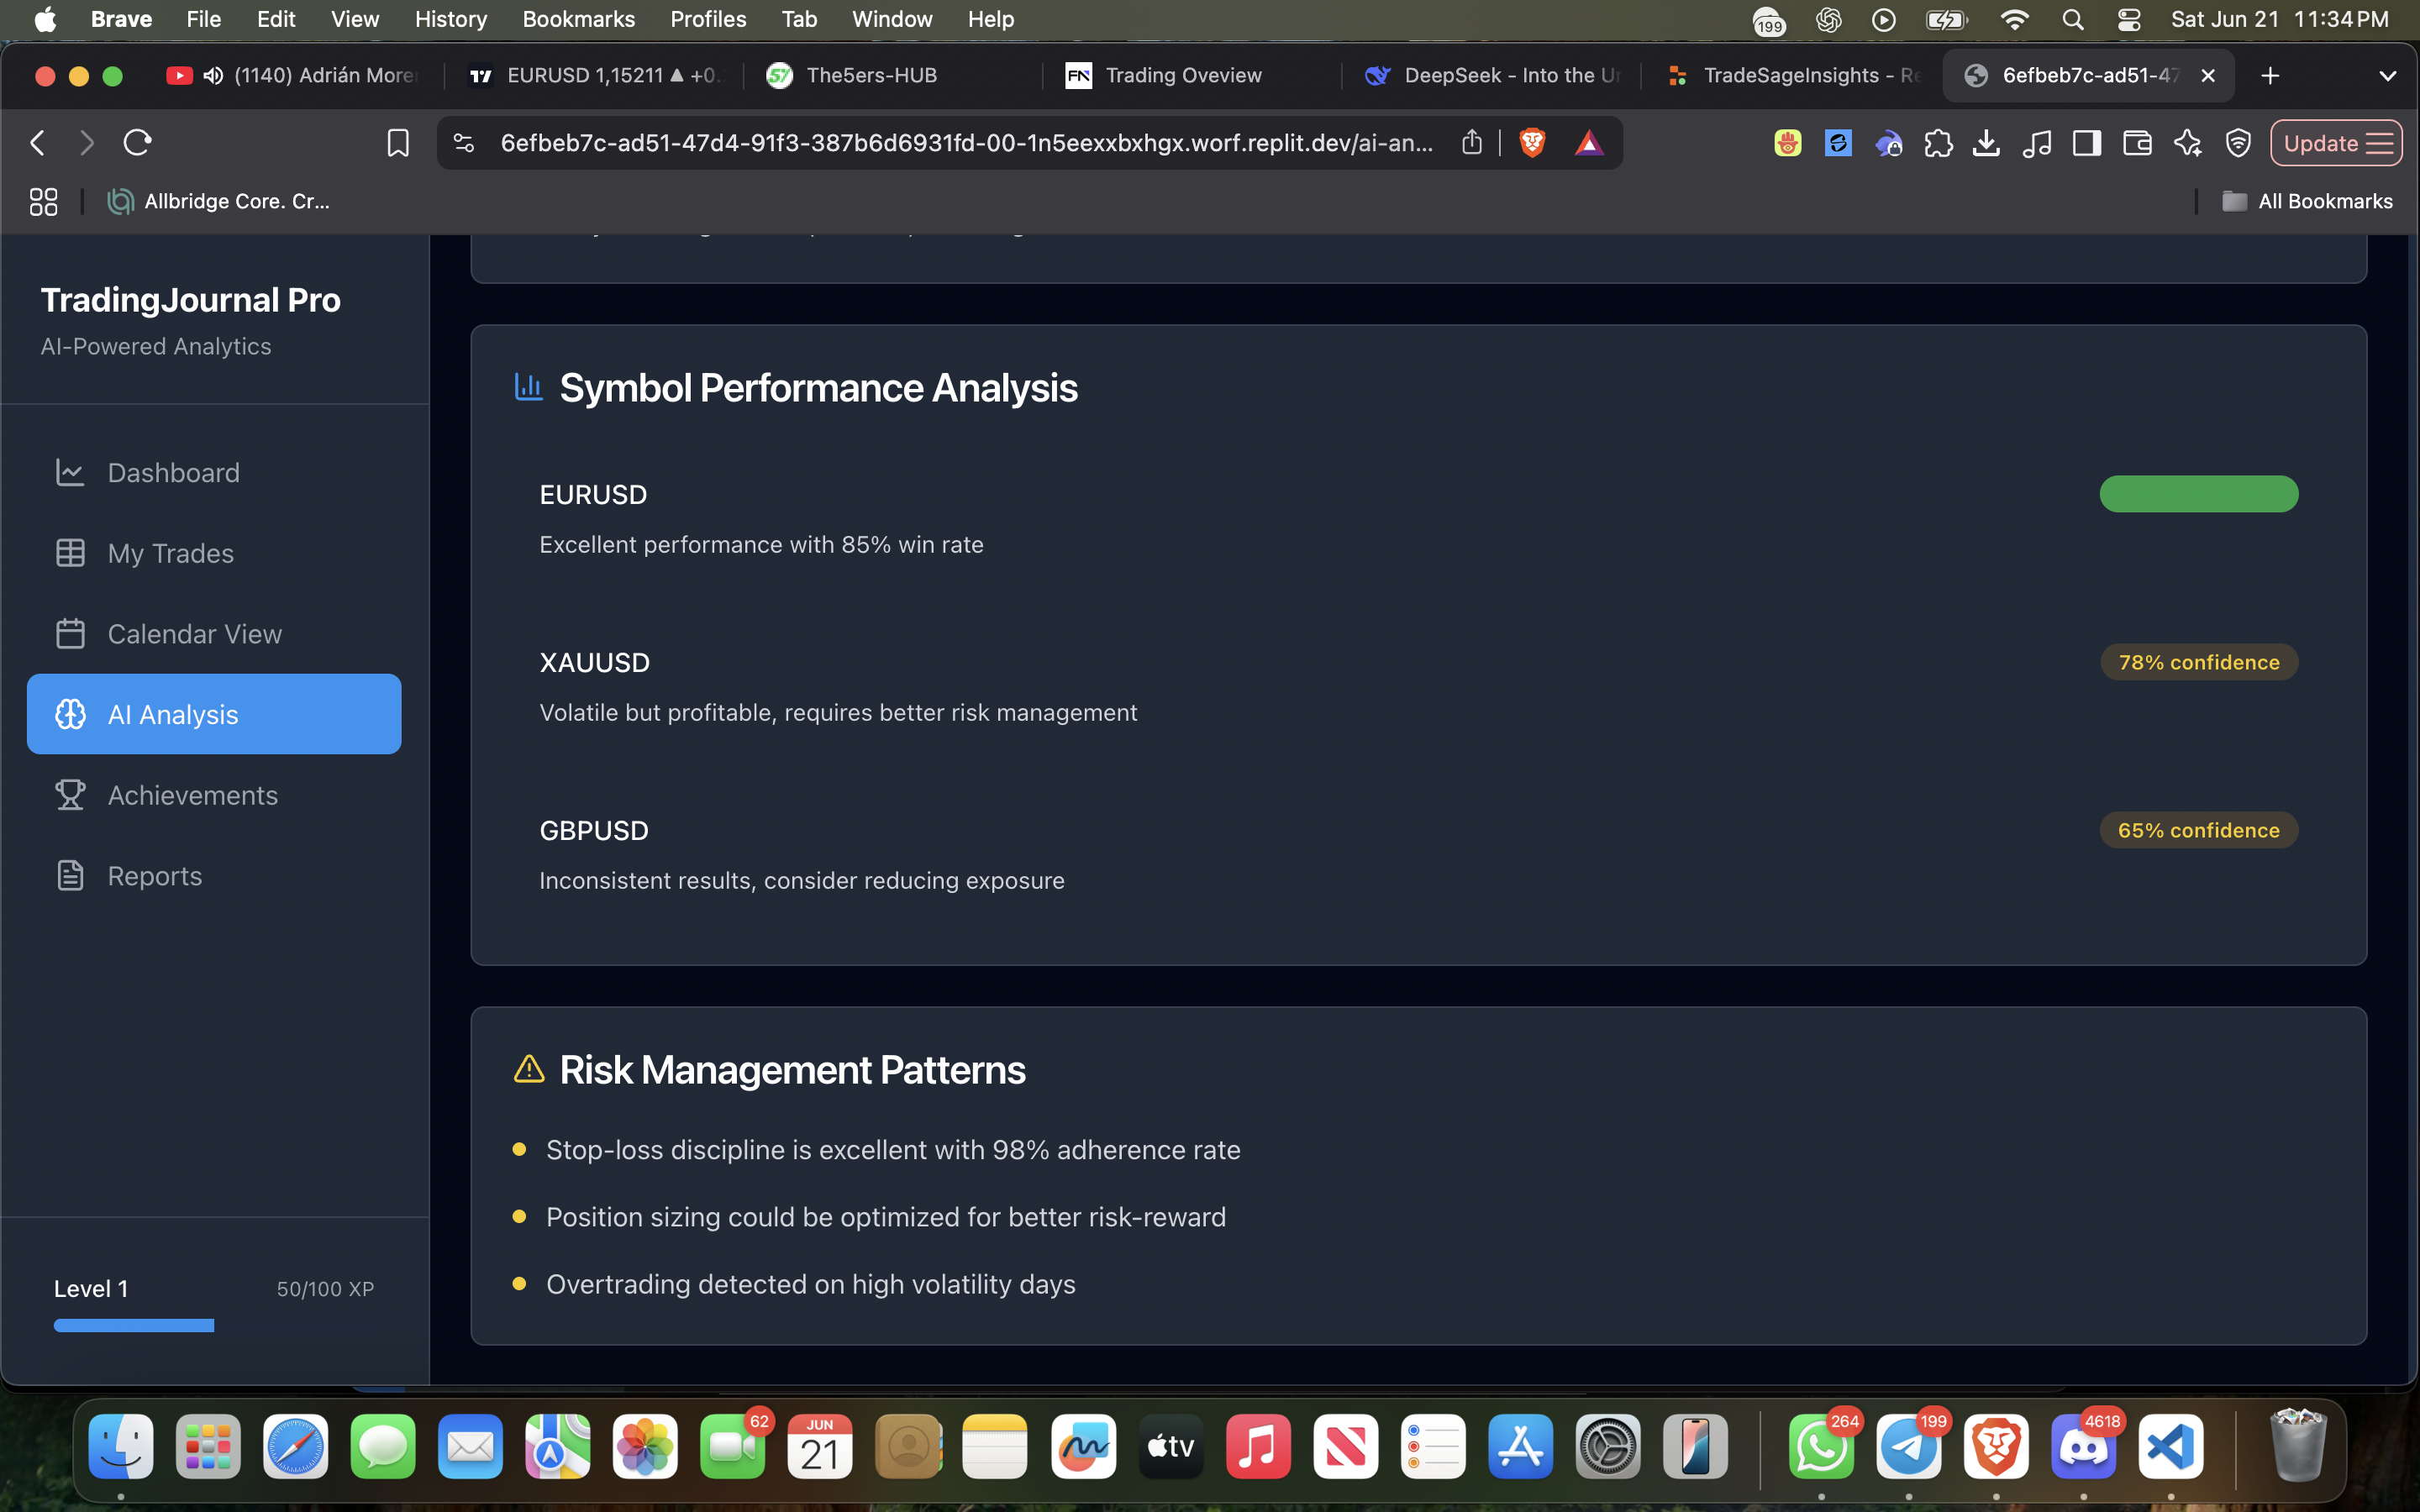 Brave File Edit View History Bookmarks Profiles Tab Window Help 199 Sat Jun 21 11:34 PM
(1140) Adrián More EURUSD 1,15211 ▲ +0. The5ers-HUB FN Trading Oveview DeepSeek - Into the Un TradeSageInsights - Re 6efbeb7c-ad51-47
6efbeb7c-ad51-47d4-91f3-387b6d6931fd-00-1n5eexxbxhgx.worf.replit.dev/ai-an... Update
Allbridge Core. Cr... All Bookmarks
TradingJournal Pro
AI-Powered Analytics
Dashboard
My Trades
Calendar View
AI Analysis
Achievements
Reports
Level 1 50/100 XP
Symbol Performance Analysis
EURUSD
Excellent performance with 85% win rate
XAUUSD 78% confidence
Volatile but profitable, requires better risk management
GBPUSD 65% confidence
Inconsistent results, consider reducing exposure
Risk Management Patterns
Stop-loss discipline is excellent with 98% adherence rate
Position sizing could be optimized for better risk-reward
Overtrading detected on high volatility days
62 JUN 264 199 4618
21 tv